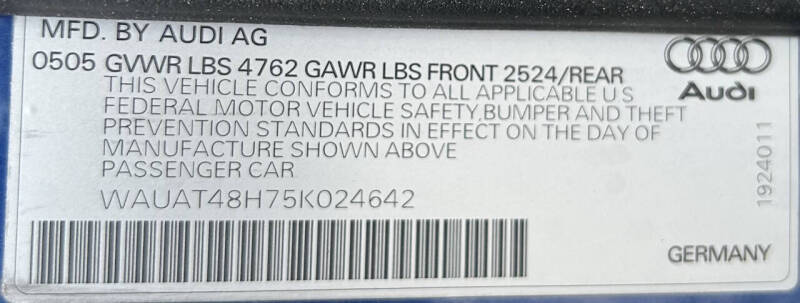 MFD. BY AUDI AG
0505 GVWR LBS 4762 GAWR LBS FRONT 2524/REAR
THIS VEHICLE CONFORMS TO ALL APPLICABLE U S
FEDERAL MOTOR VEHICLE SAFETY,BUMPER AND THEFT
PREVENTION STANDARDS IN EFFECT ON THE DAY OF
MANUFACTURE SHOWN ABOVE
PASSENGER CAR
WAUAT48H75K024642
Audi
1924011
GERMANY